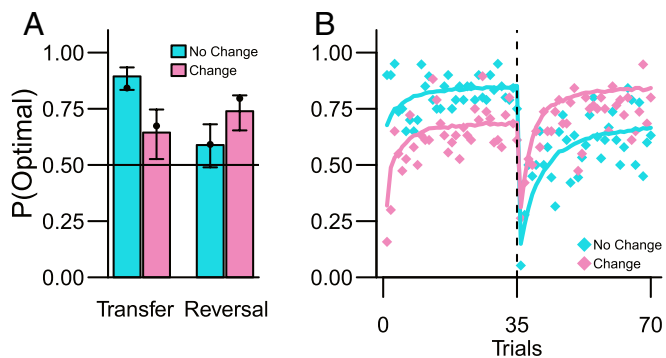 A
P(Optimal)
1.00
0.75
0.50
0.25
0.00
No Change
Change
Transfer Reversal
B
1.00
0.75
0.50
0.25
0.00
No Change
Change
0 35 70
Trials